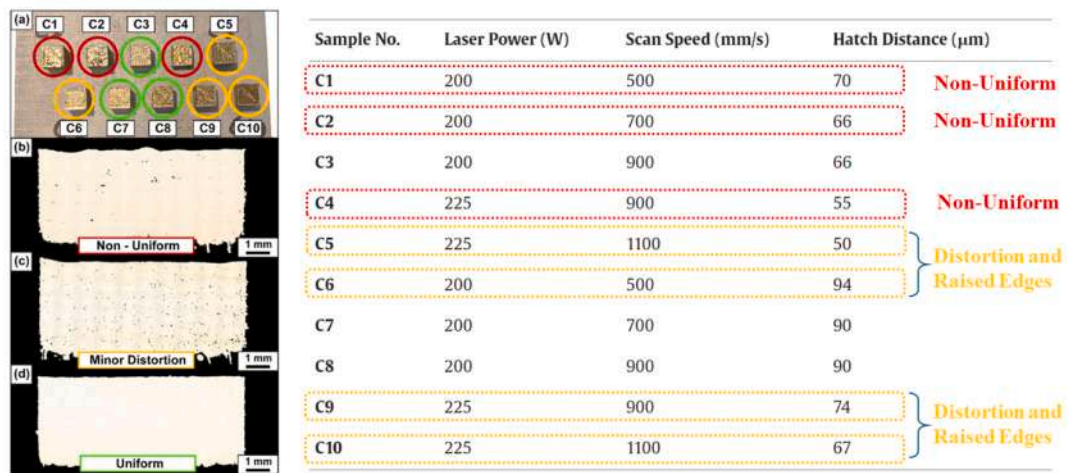 (a)
C1 C2 C3 C4 C5
C6 C7 C8 C9 C10
(b)
Non - Uniform
1 mm
(c)
Minor Distortion
1 mm
(d)
Uniform
1 mm
Sample No. Laser Power (W) Scan Speed (mm/s) Hatch Distance (μm)
C1 200 500 70 Non-Uniform
C2 200 700 66 Non-Uniform
C3 200 900 66
C4 225 900 55 Non-Uniform
C5 225 1100 50
Distortion and
Raised Edges
C6 200 500 94
C7 200 700 90
C8 200 900 90
C9 225 900 74
Distortion and
Raised Edges
C10 225 1100 67